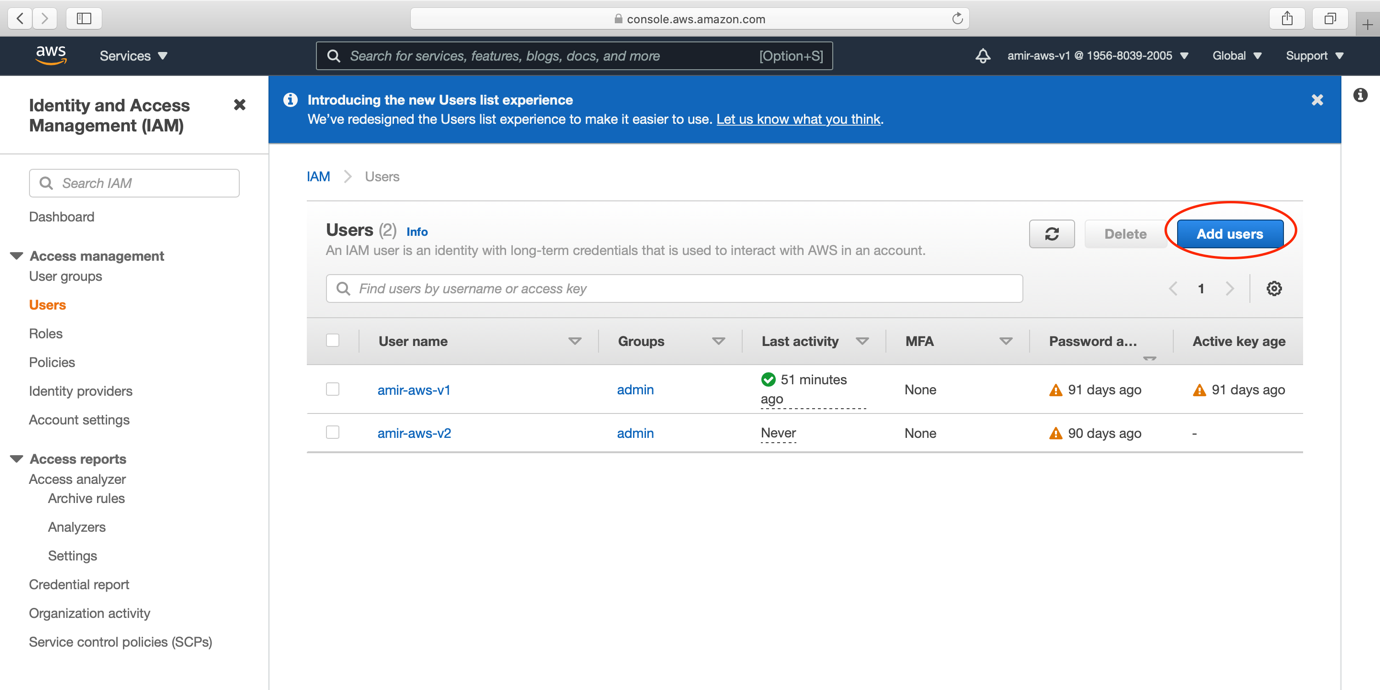 console.aws.amazon.com
aws
Services
Search for services, features, blogs, docs, and more
[Option+S]
amir-aws-v1 @ 1956-8039-2005
Global
Support
Identity and Access
Management (IAM)
Search IAM
Dashboard
Access management
User groups
Users
Roles
Policies
Identity providers
Account settings
Access reports
Access analyzer
Archive rules
Analyzers
Settings
Credential report
Organization activity
Service control policies (SCPs)
Introducing the new Users list experience
We've redesigned the Users list experience to make it easier to use. Let us know what you think.
IAM
Users
Users (2) Info
An IAM user is an identity with long-term credentials that is used to interact with AWS in an account.
Delete
Add users
Find users by username or access key
1
User name Groups Last activity MFA Password a... Active key age
amir-aws-v1 admin 51 minutes ago None 91 days ago 91 days ago
amir-aws-v2 admin Never None 90 days ago -